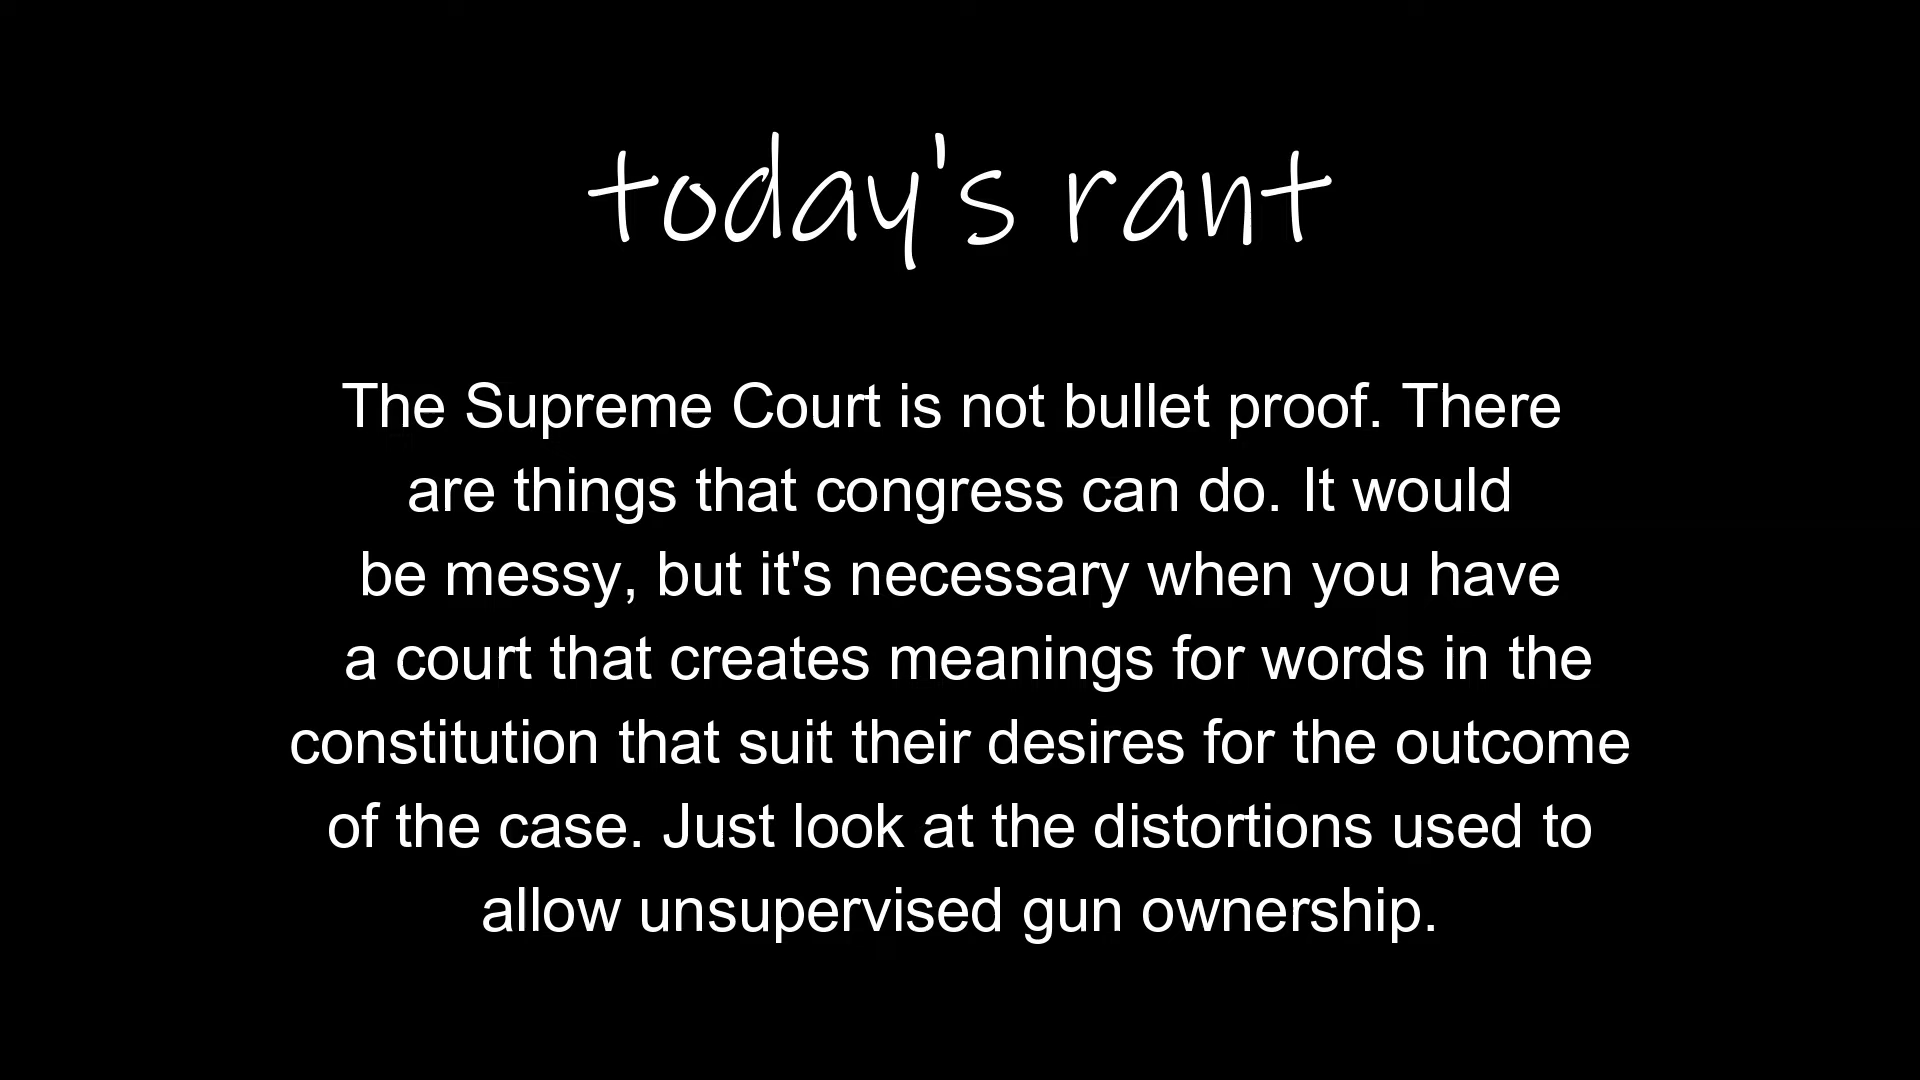 today's rant
The Supreme Court is not bullet proof. There
are things that congress can do. It would
be messy, but it's necessary when you have
a court that creates meanings for words in the
constitution that suit their desires for the outcome
of the case. Just look at the distortions used to
allow unsupervised gun ownership.